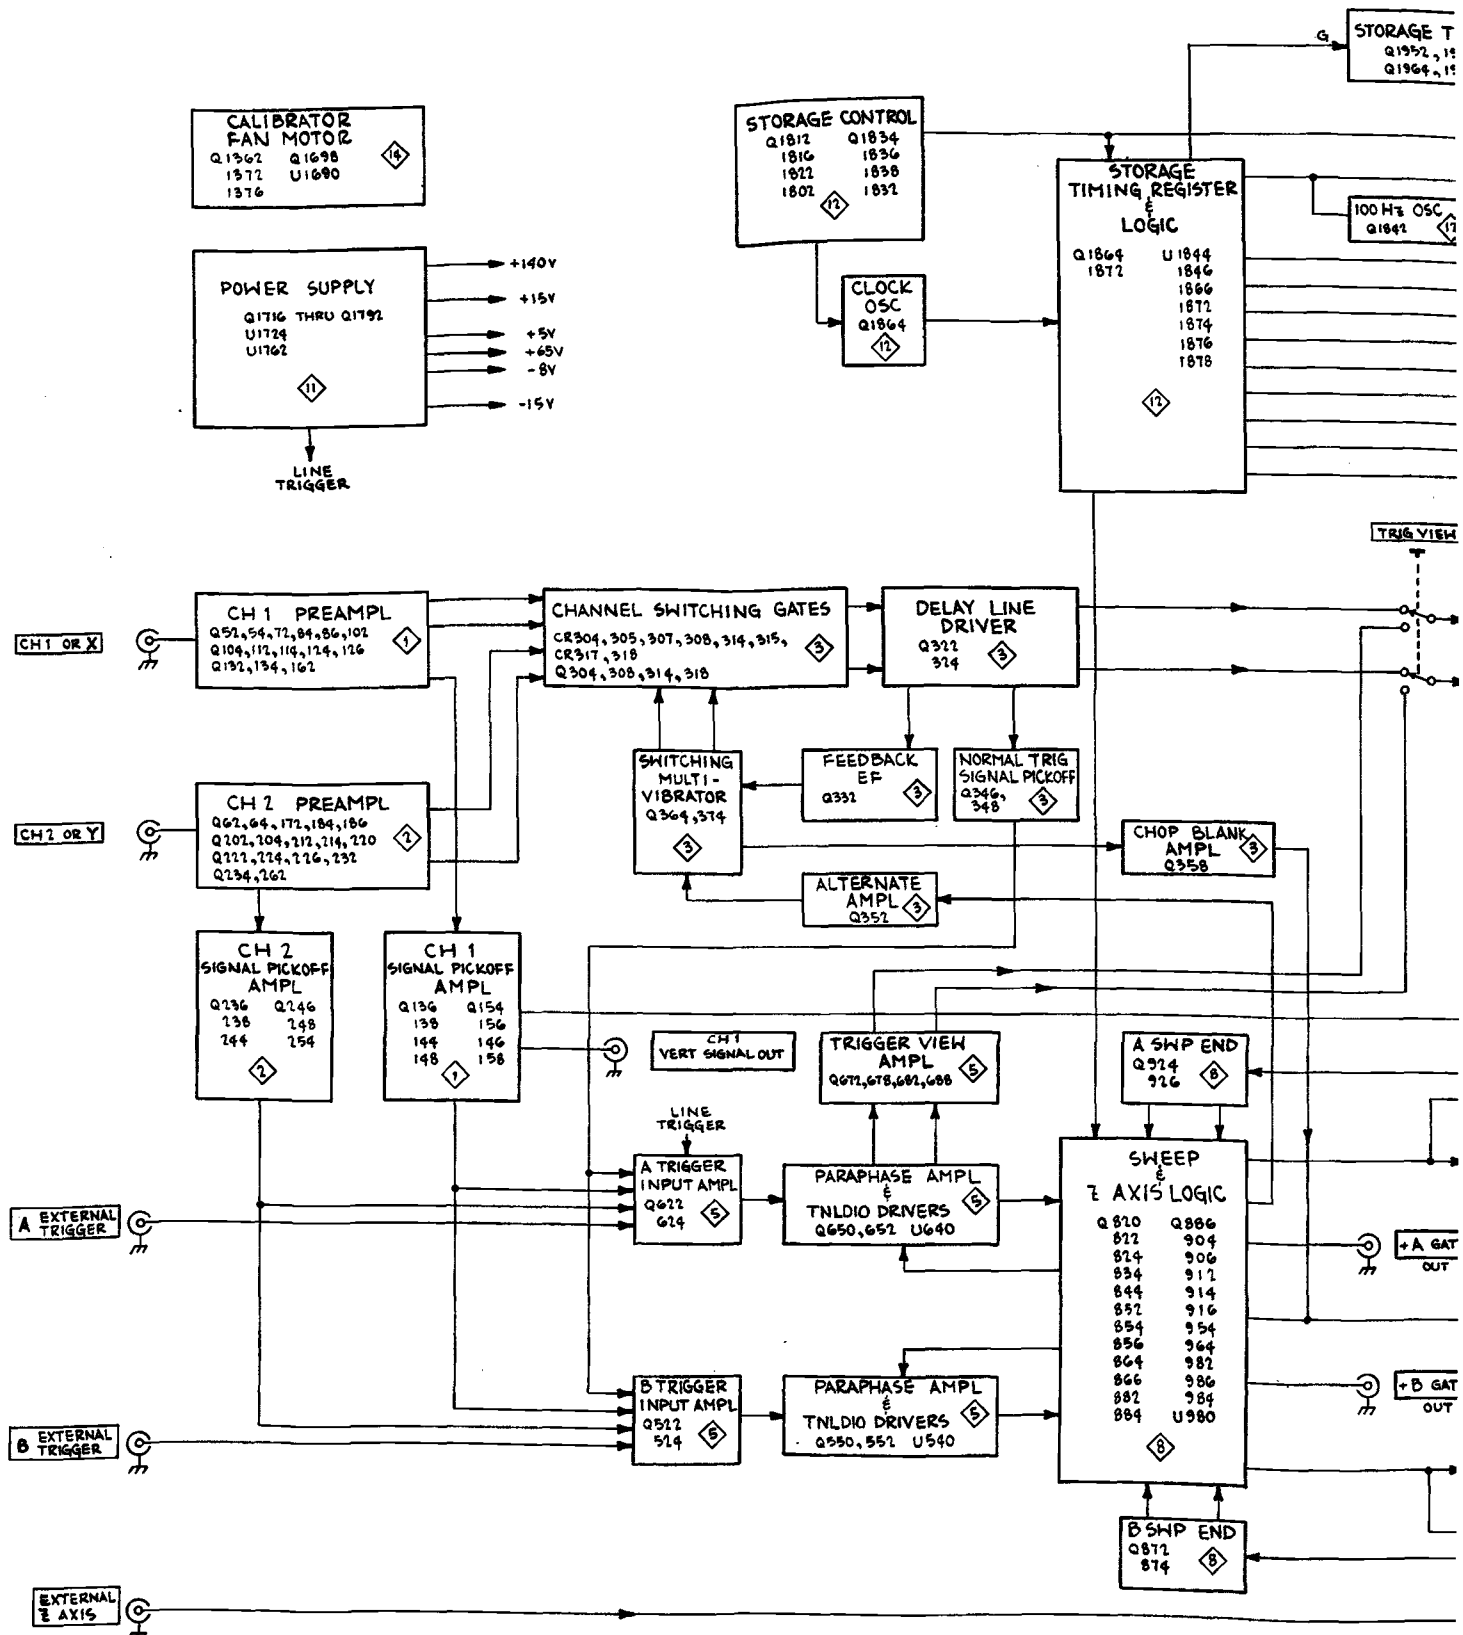 G
STORAGE T
Q1952, 19
Q1964, 19
CALIBRATOR
FAN MOTOR
Q1362 Q1698
1372 U1690
1376
14
STORAGE CONTROL
Q1812 Q1834
1816 1836
1822 1838
1802 1832
12
STORAGE
TIMING REGISTER
&
LOGIC
Q1864 U1844
1872 1846
1866
1872
1874
1876
1878
12
100 Hz OSC
Q1842
12
POWER SUPPLY
Q1716 THRU Q1792
U1724
U1762
11
+140V
+15V
+5V
+65V
-8V
-15V
LINE
TRIGGER
CLOCK
OSC
Q1864
12
TRIG VIEW
CH 1 OR X
CH 1 PREAMPL
Q52,54,72,84,86,102
Q104,112,114,124,126
Q132,134,162
1
CHANNEL SWITCHING GATES
CR304,305,307,308,314,315,
CR317,318
Q304,308,314,318
3
DELAY LINE
DRIVER
Q322
324
3
CH 2 OR Y
CH 2 PREAMPL
Q62,64,172,184,186
Q202,204,212,214,220
Q222,224,226,232
Q234,262
2
SWITCHING
MULTI-
VIBRATOR
Q364,374
3
FEEDBACK
EF
Q332
3
NORMAL TRIG
SIGNAL PICKOFF
Q346,
348
3
CHOP BLANK
AMPL
Q358
3
ALTERNATE
AMPL
Q352
3
CH 2
SIGNAL PICKOFF
AMPL
Q236 Q246
238 248
244 254
2
CH 1
SIGNAL PICKOFF
AMPL
Q136 Q154
138 156
144 146
148 158
1
CH 1
VERT SIGNAL OUT
TRIGGER VIEW
AMPL
Q672,678,682,688
5
A SWP END
Q924
926
8
LINE
TRIGGER
A TRIGGER
INPUT AMPL
Q622
624
5
PARAPHASE AMPL
&
TNLDIO DRIVERS
Q650,652 U640
5
SWEEP
&
Z AXIS LOGIC
Q820 Q886
822 904
824 906
834 912
844 914
852 916
854 954
856 964
864 982
866 986
882 984
884 U980
8
A EXTERNAL
TRIGGER
+A GAT
OUT
B TRIGGER
INPUT AMPL
Q522
524
5
PARAPHASE AMPL
&
TNLDIO DRIVERS
Q550,552 U540
5
+B GAT
OUT
B EXTERNAL
TRIGGER
B SWP END
Q872
874
8
EXTERNAL
Z AXIS